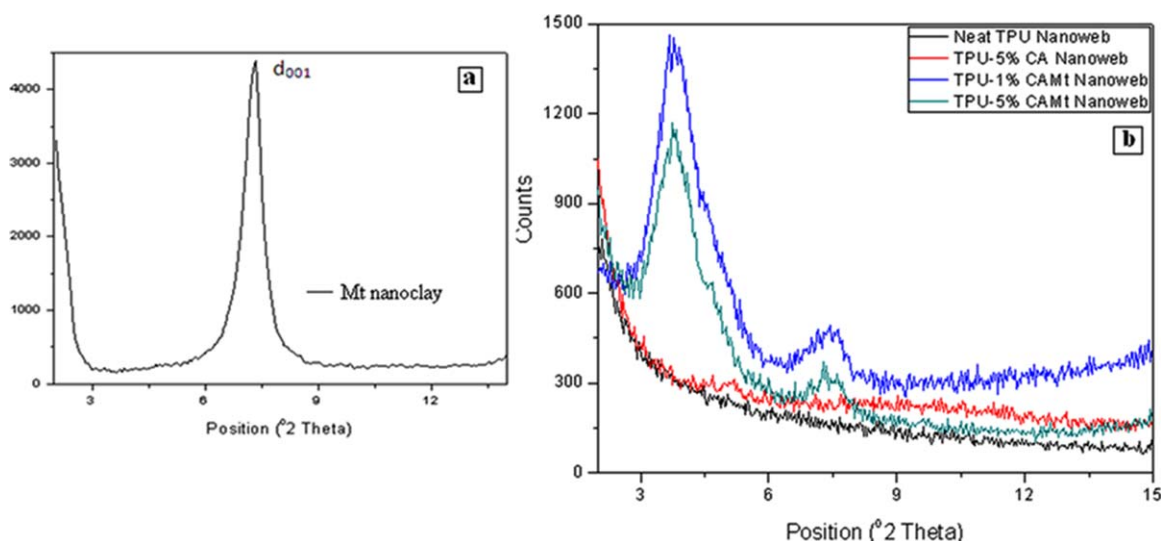 a
d001
4000
3000
2000
1000
0
3
6
9
12
Mt nanoclay
Position (°2 Theta)
b
Neat TPU Nanoweb
TPU-5% CA Nanoweb
TPU-1% CAMt Nanoweb
TPU-5% CAMt Nanoweb
Counts
1500
1200
900
600
300
0
3
6
9
12
15
Position (°2 Theta)